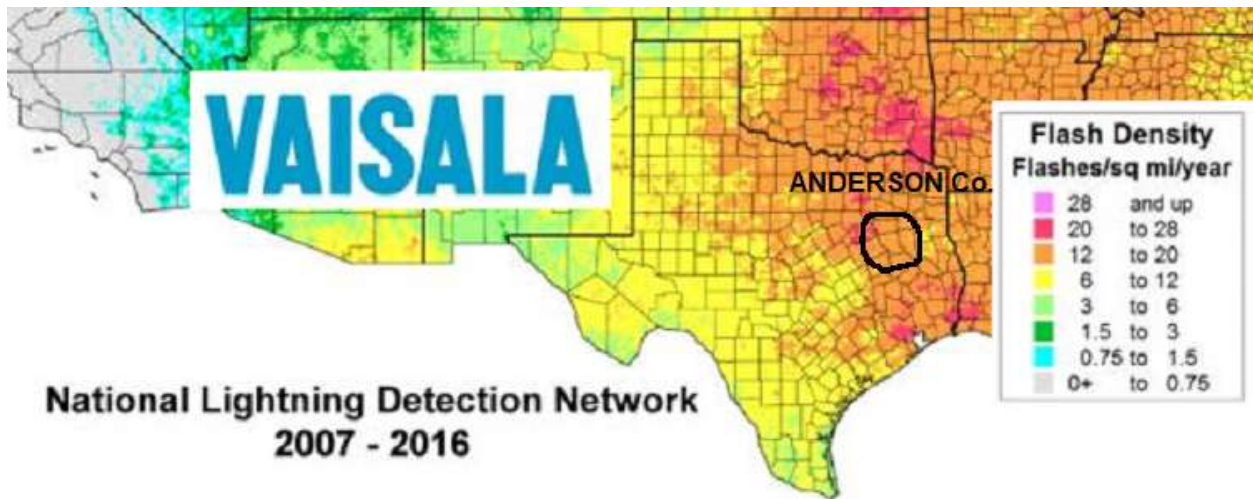 VAISALA
ANDERSON Co.
Flash Density
Flashes/sq mi/year
28 and up
20 to 28
12 to 20
6 to 12
3 to 6
1.5 to 3
0.75 to 1.5
0+ to 0.75
National Lightning Detection Network
2007 - 2016